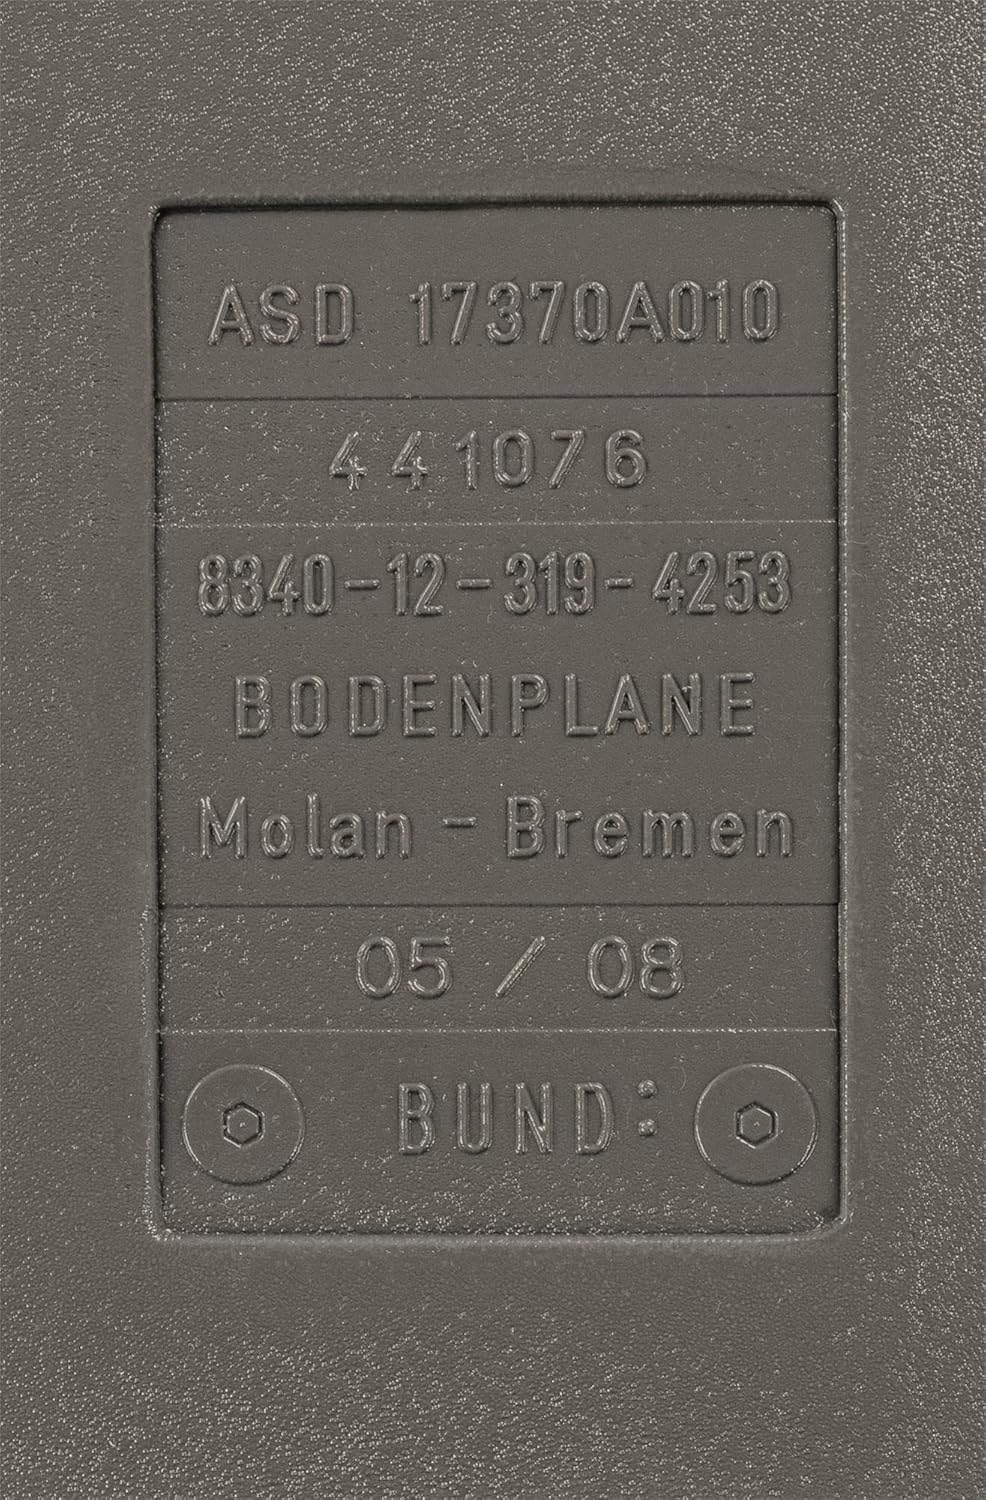 ASD 17370A010
441076
8340-12-319-4253
BODENPLANE
Molan - Bremen
05 / 08
BUND: